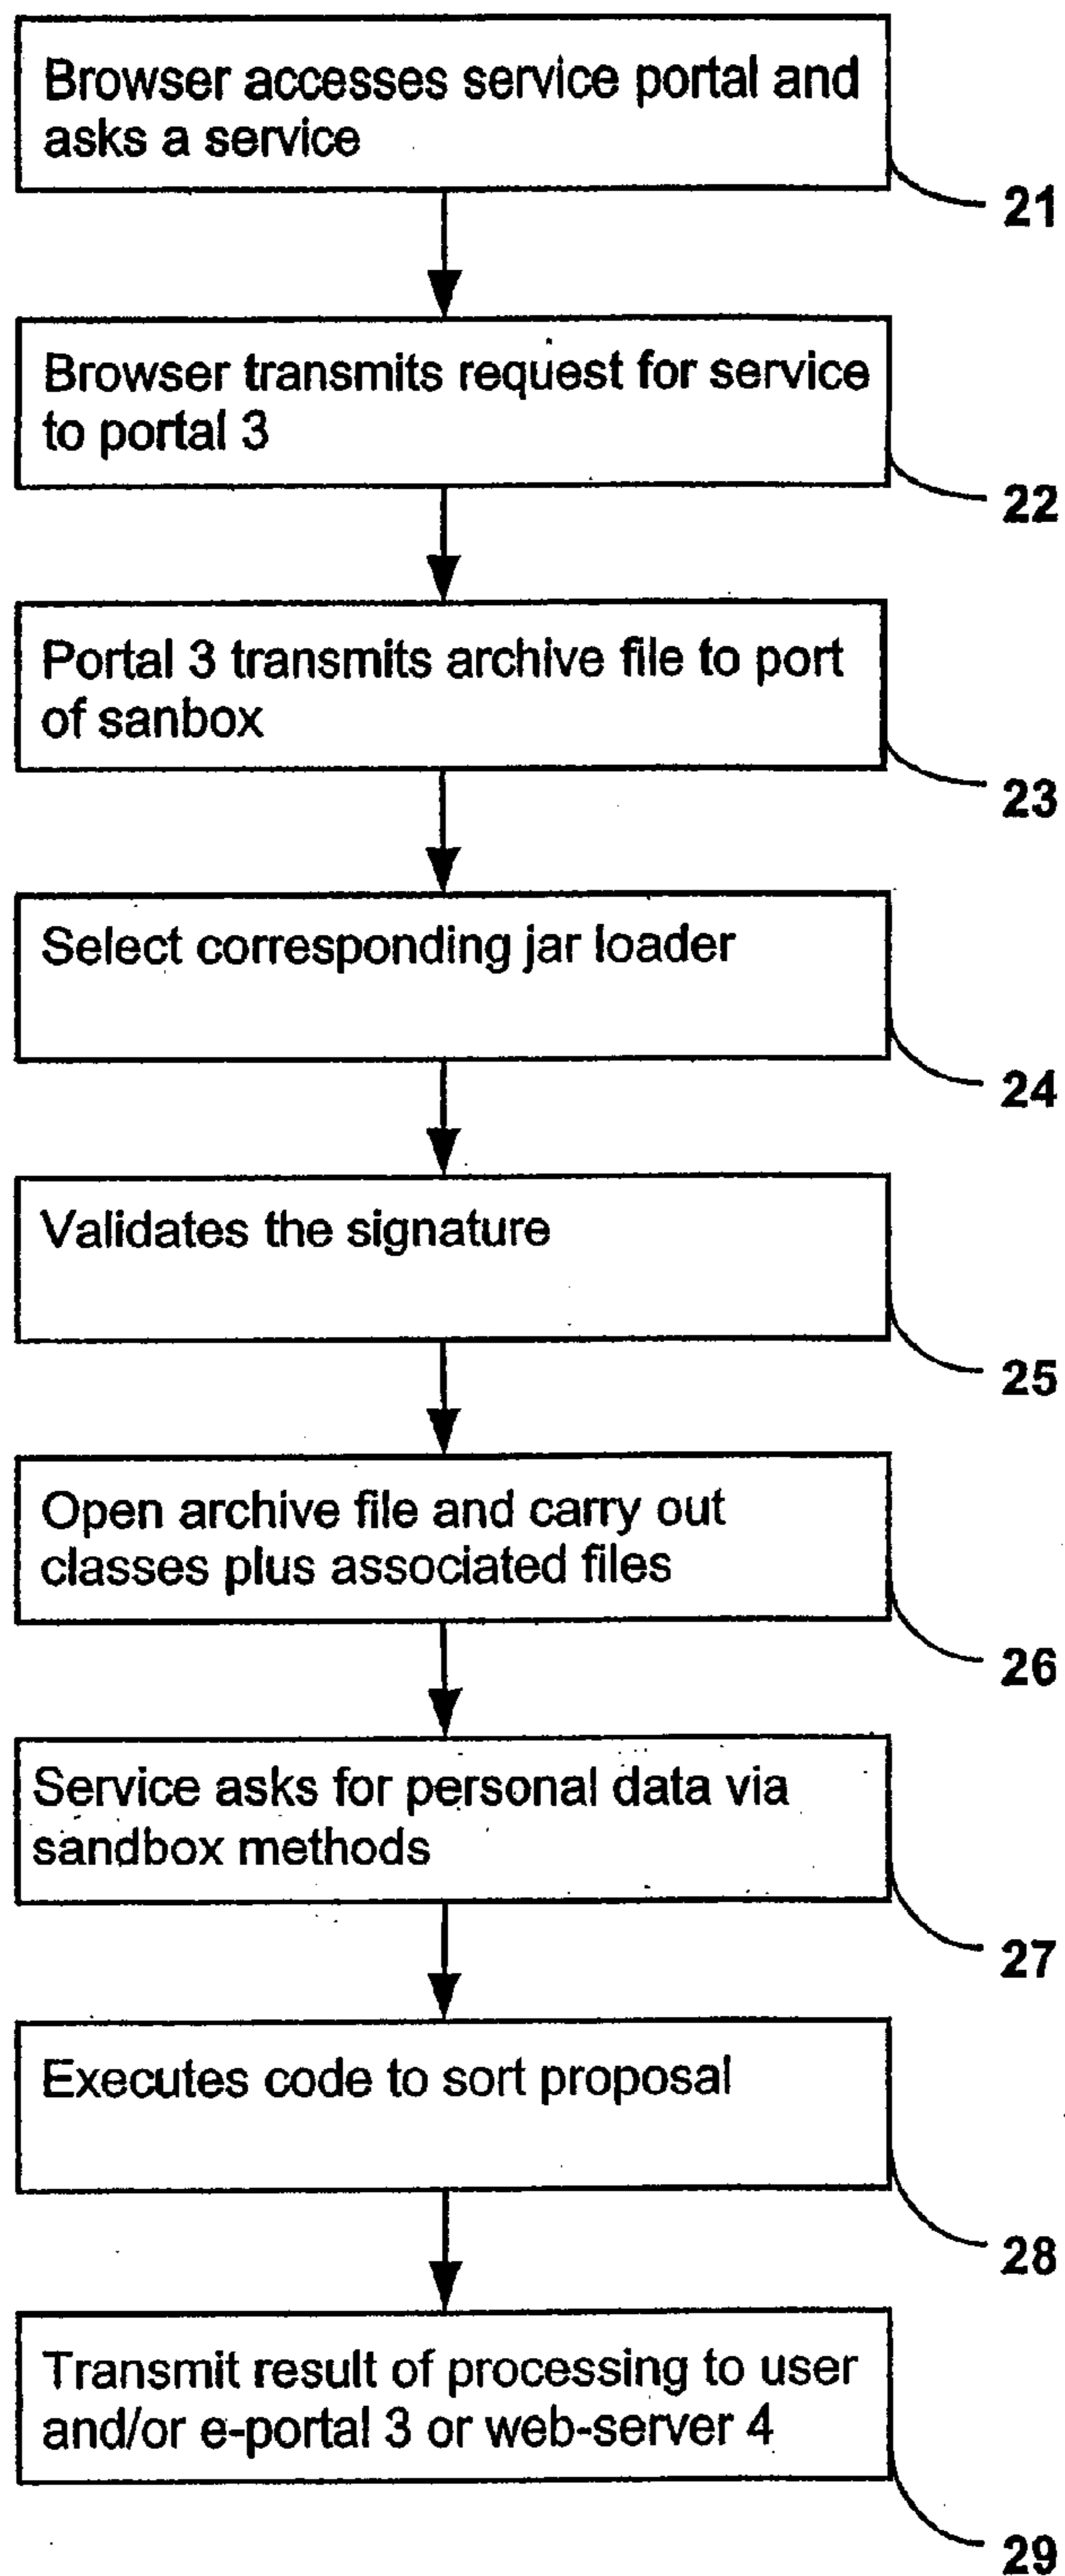 Browser accesses service portal and
asks a service
21
Browser transmits request for service
to portal 3
22
Portal 3 transmits archive file to port
of sanbox
23
Select corresponding jar loader
24
Validates the signature
25
Open archive file and carry out
classes plus associated files
26
Service asks for personal data via
sandbox methods
27
Executes code to sort proposal
28
Transmit result of processing to user
and/or e-portal 3 or web-server 4
29